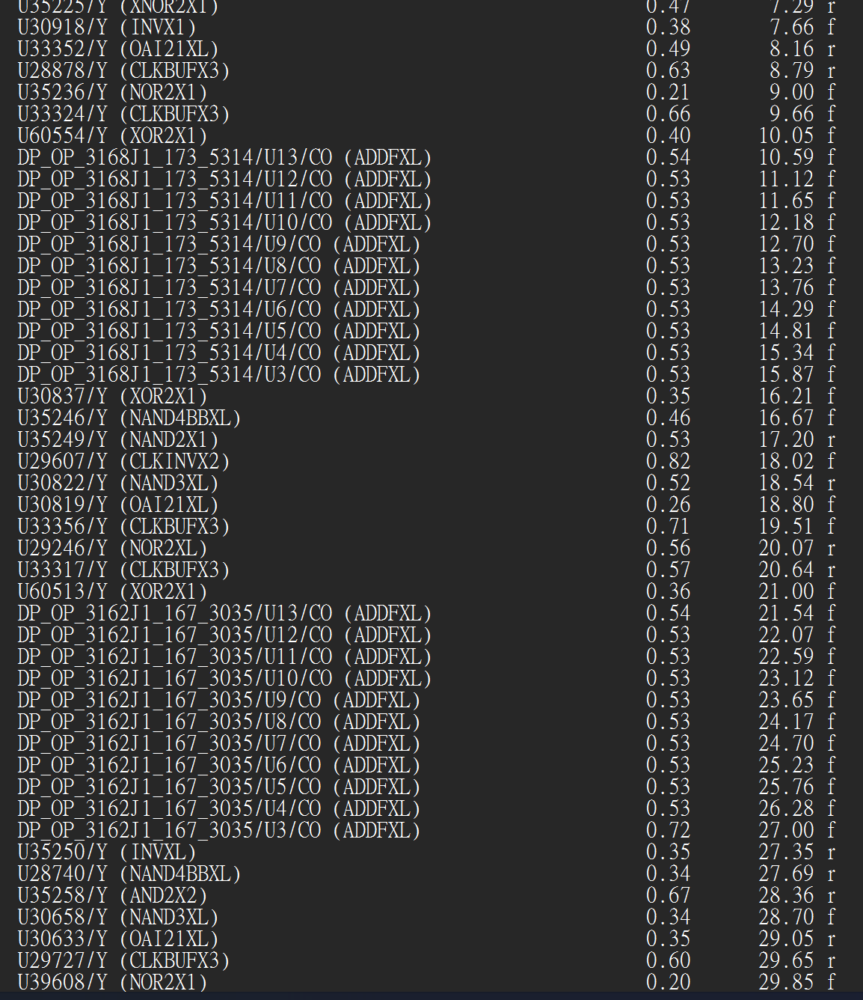 U35225/Y (XNOR2X1) 0.47 7.29 r
U30918/Y (INVX1) 0.38 7.66 f
U33352/Y (OAI21XL) 0.49 8.16 r
U28878/Y (CLKBUFX3) 0.63 8.79 r
U35236/Y (NOR2X1) 0.21 9.00 f
U33324/Y (CLKBUFX3) 0.66 9.66 f
U60554/Y (XOR2X1) 0.40 10.05 f
DP_OP_3168J1_173_5314/U13/CO (ADDFXL) 0.54 10.59 f
DP_OP_3168J1_173_5314/U12/CO (ADDFXL) 0.53 11.12 f
DP_OP_3168J1_173_5314/U11/CO (ADDFXL) 0.53 11.65 f
DP_OP_3168J1_173_5314/U10/CO (ADDFXL) 0.53 12.18 f
DP_OP_3168J1_173_5314/U9/CO (ADDFXL) 0.53 12.70 f
DP_OP_3168J1_173_5314/U8/CO (ADDFXL) 0.53 13.23 f
DP_OP_3168J1_173_5314/U7/CO (ADDFXL) 0.53 13.76 f
DP_OP_3168J1_173_5314/U6/CO (ADDFXL) 0.53 14.29 f
DP_OP_3168J1_173_5314/U5/CO (ADDFXL) 0.53 14.81 f
DP_OP_3168J1_173_5314/U4/CO (ADDFXL) 0.53 15.34 f
DP_OP_3168J1_173_5314/U3/CO (ADDFXL) 0.53 15.87 f
U30837/Y (XOR2X1) 0.35 16.21 f
U35246/Y (NAND4BBXL) 0.46 16.67 f
U35249/Y (NAND2X1) 0.53 17.20 r
U29607/Y (CLKINVX2) 0.82 18.02 f
U30822/Y (NAND3XL) 0.52 18.54 r
U30819/Y (OAI21XL) 0.26 18.80 f
U33356/Y (CLKBUFX3) 0.71 19.51 f
U29246/Y (NOR2XL) 0.56 20.07 r
U33317/Y (CLKBUFX3) 0.57 20.64 r
U60513/Y (XOR2X1) 0.36 21.00 f
DP_OP_3162J1_167_3035/U13/CO (ADDFXL) 0.54 21.54 f
DP_OP_3162J1_167_3035/U12/CO (ADDFXL) 0.53 22.07 f
DP_OP_3162J1_167_3035/U11/CO (ADDFXL) 0.53 22.59 f
DP_OP_3162J1_167_3035/U10/CO (ADDFXL) 0.53 23.12 f
DP_OP_3162J1_167_3035/U9/CO (ADDFXL) 0.53 23.65 f
DP_OP_3162J1_167_3035/U8/CO (ADDFXL) 0.53 24.17 f
DP_OP_3162J1_167_3035/U7/CO (ADDFXL) 0.53 24.70 f
DP_OP_3162J1_167_3035/U6/CO (ADDFXL) 0.53 25.23 f
DP_OP_3162J1_167_3035/U5/CO (ADDFXL) 0.53 25.76 f
DP_OP_3162J1_167_3035/U4/CO (ADDFXL) 0.53 26.28 f
DP_OP_3162J1_167_3035/U3/CO (ADDFXL) 0.72 27.00 f
U35250/Y (INVXL) 0.35 27.35 r
U28740/Y (NAND4BBXL) 0.34 27.69 r
U35258/Y (AND2X2) 0.67 28.36 r
U30658/Y (NAND3XL) 0.34 28.70 f
U30633/Y (OAI21XL) 0.35 29.05 r
U29727/Y (CLKBUFX3) 0.60 29.65 r
U39608/Y (NOR2X1) 0.20 29.85 f